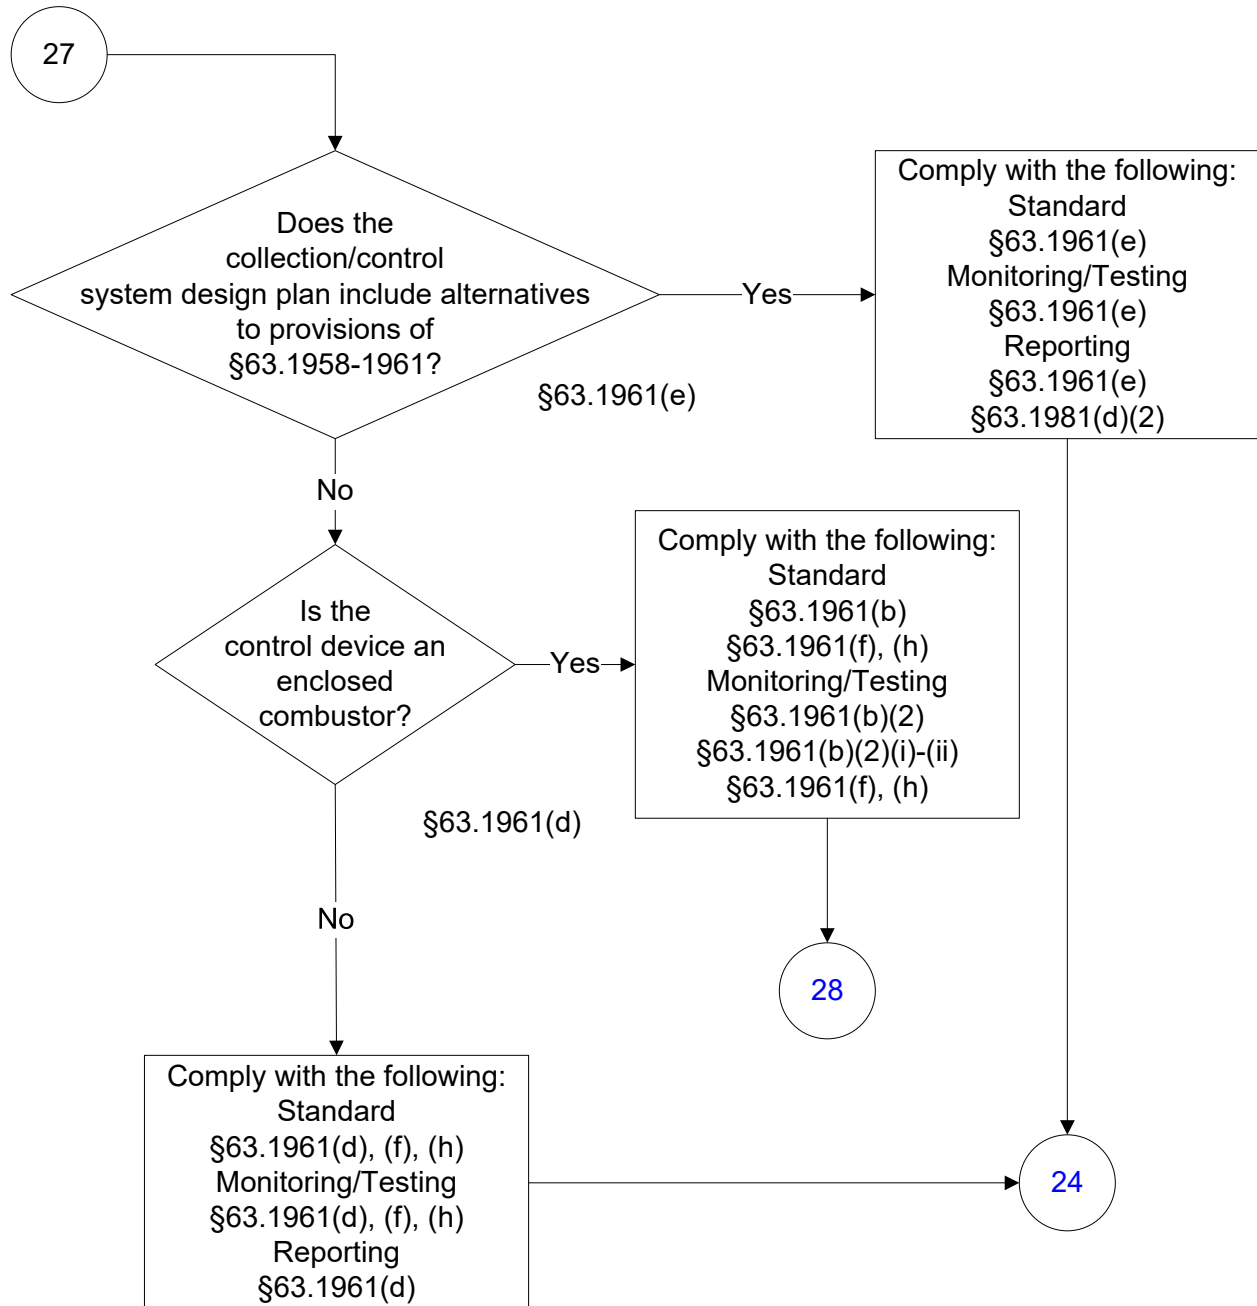 27
Does the
collection/control
system design plan include alternatives
to provisions of
§63.1958-1961?
Yes
§63.1961(e)
Comply with the following:
Standard
§63.1961(e)
Monitoring/Testing
§63.1961(e)
Reporting
§63.1961(e)
§63.1981(d)(2)
No
Is the
control device an
enclosed
combustor?
Yes
§63.1961(d)
Comply with the following:
Standard
§63.1961(b)
§63.1961(f), (h)
Monitoring/Testing
§63.1961(b)(2)
§63.1961(b)(2)(i)-(ii)
§63.1961(f), (h)
No
28
Comply with the following:
Standard
§63.1961(d), (f), (h)
Monitoring/Testing
§63.1961(d), (f), (h)
Reporting
§63.1961(d)
24